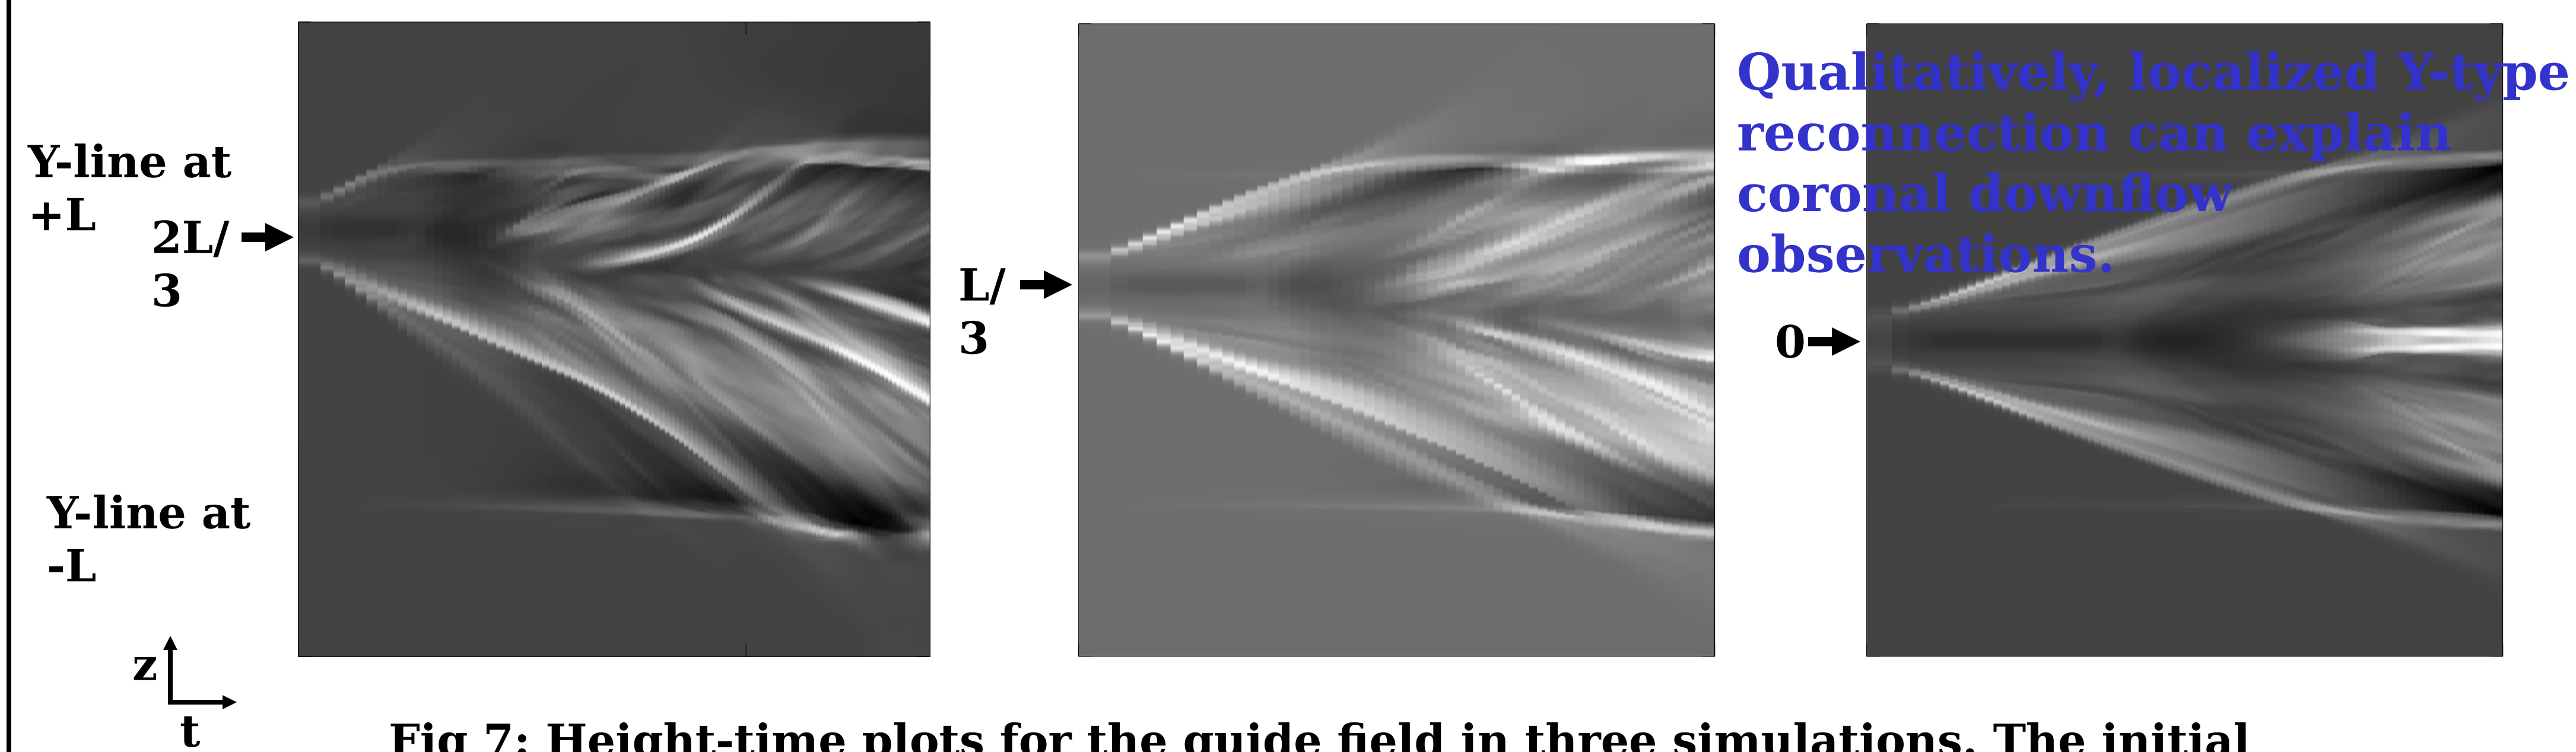 Y-line at
+L
2L/
3
Y-line at
-L
z
t
L/
3
0
Qualitatively, localized Y-type
reconnection can explain
coronal downflow
observations.
Fig 7: Height-time plots for the guide field in three simulations. The initial